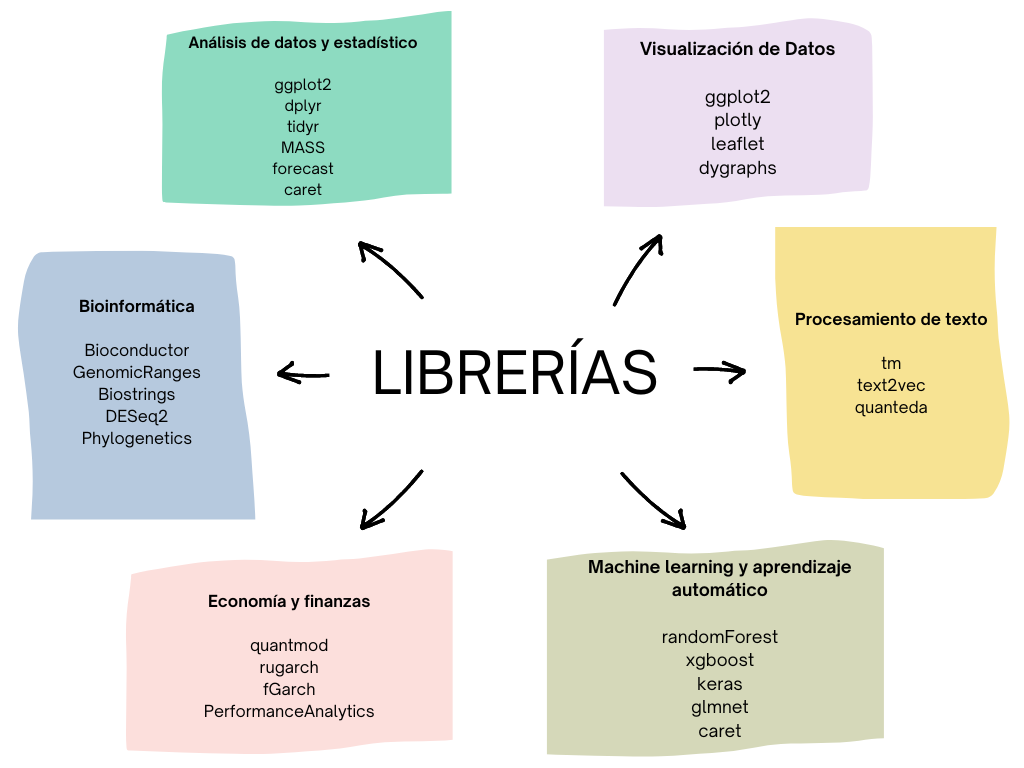 Análisis de datos y estadístico
ggplot2
dplyr
tidyr
MASS
forecast
caret
Visualización de Datos
ggplot2
plotly
leaflet
dygraphs
Bioinformática
Bioconductor
GenomicRanges
Biostrings
DESeq2
Phylogenetics
LIBRERÍAS
Procesamiento de texto
tm
text2vec
quanteda
Economía y finanzas
quantmod
rugarch
fGarch
PerformanceAnalytics
Machine learning y aprendizaje
automático
randomForest
xgboost
keras
glmnet
caret